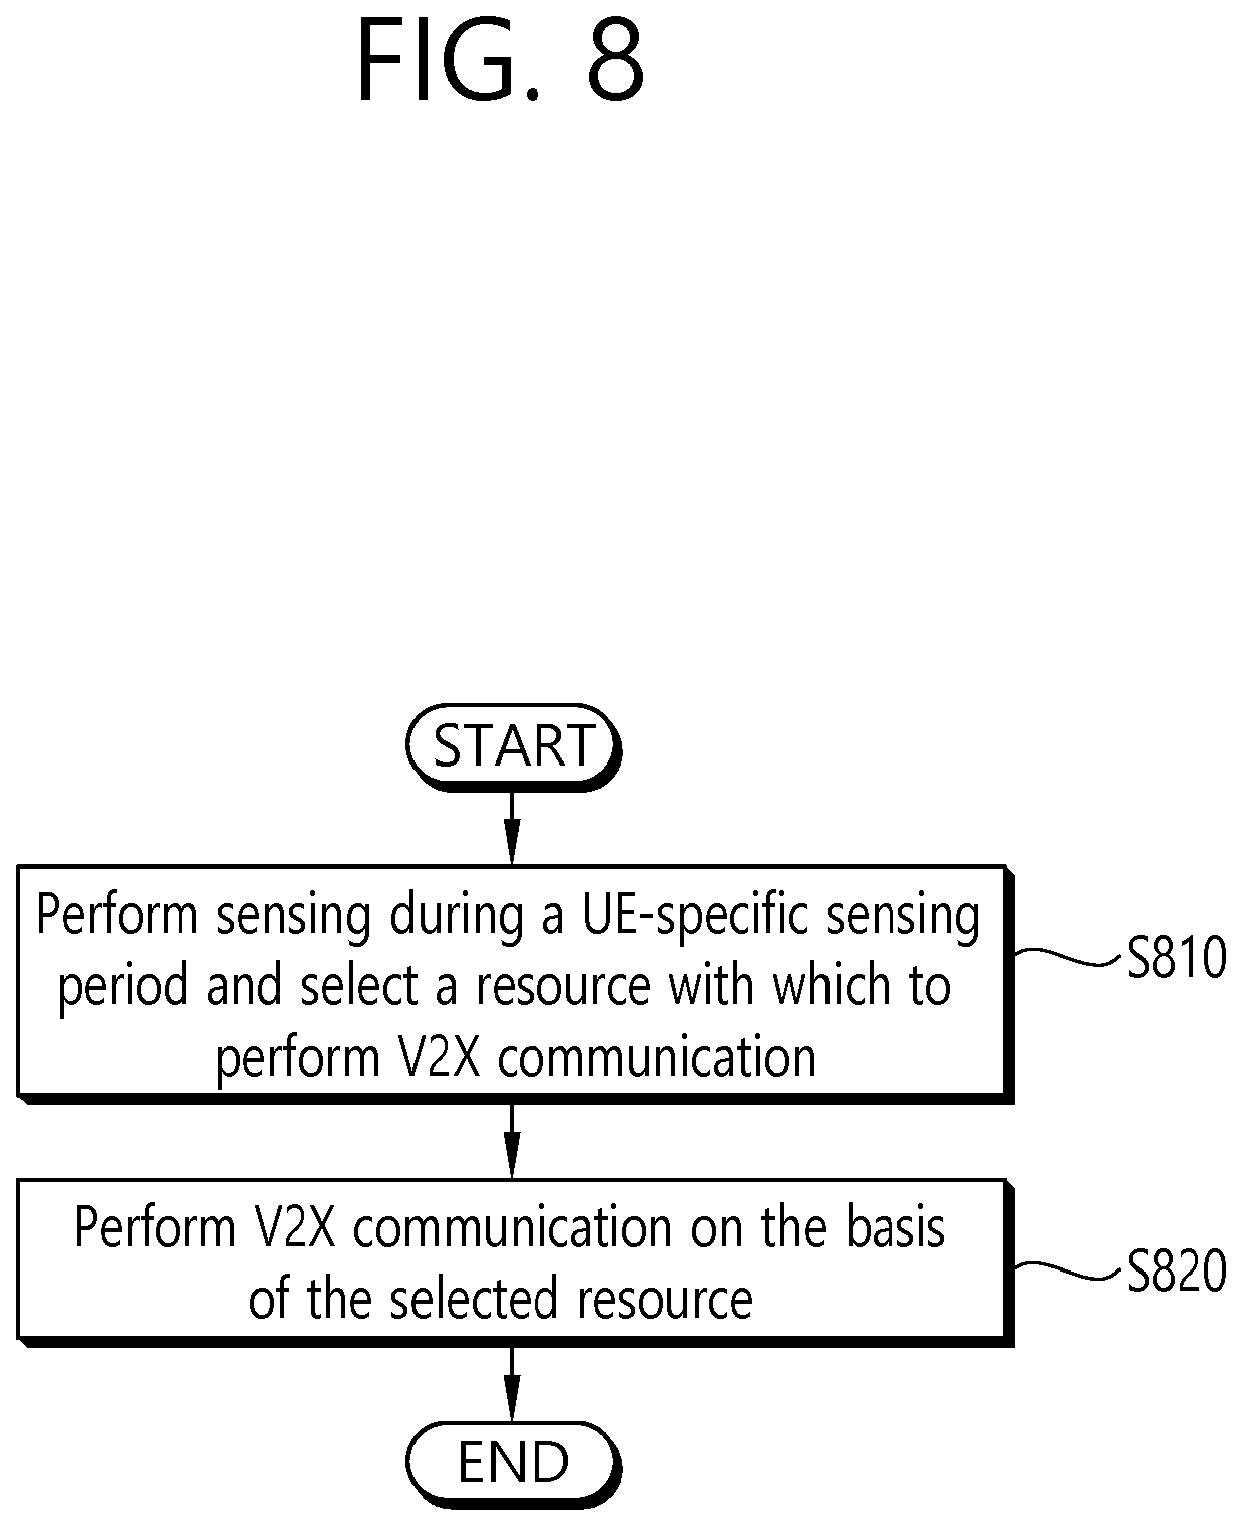 FIG. 8
START
Perform sensing during a UE-specific sensing
period and select a resource with which to
perform V2X communication
S810
Perform V2X communication on the basis
of the selected resource
S820
END